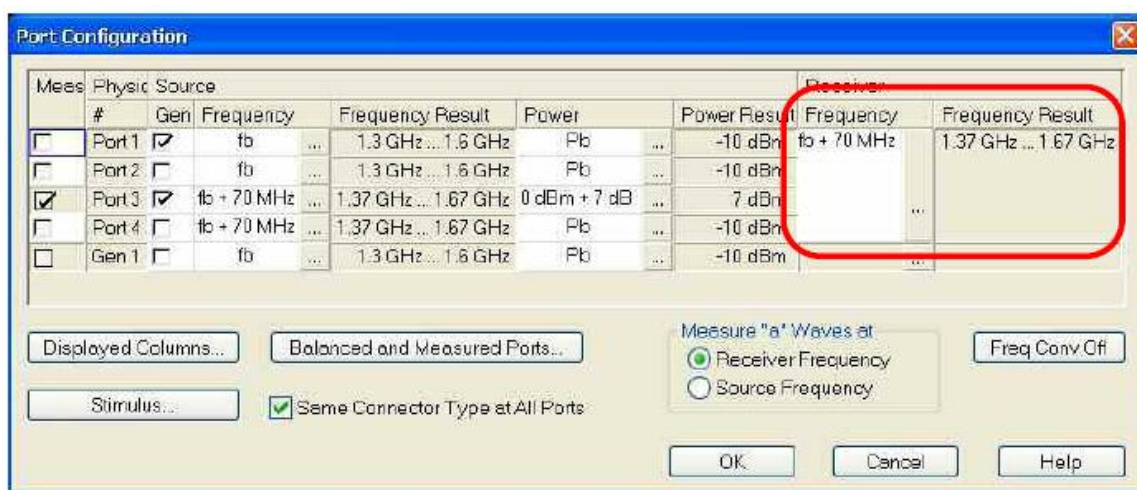 Port Configuration
Meas Physic Source Receiver
# Gen Frequency Frequency Result Power Power Result Frequency Frequency Result
Port 1 fb ... 1.3 GHz ... 1.6 GHz Pb ... -10 dBm fb + 70 MHz 1.37 GHz ... 1.67 GHz
Port 2 fb ... 1.3 GHz ... 1.6 GHz Pb ... -10 dBm
Port 3 fb + 70 MHz ... 1.37 GHz ... 1.67 GHz 0 dBm + 7 dB ... 7 dBm ...
Port 4 fb + 70 MHz ... 1.37 GHz ... 1.67 GHz Pb ... -10 dBm
Gen 1 fb ... 1.3 GHz ... 1.6 GHz Pb ... -10 dBm ...
Displayed Columns... Balanced and Measured Ports... Measure "a" Waves at Freq Conv Off
Receiver Frequency
Stimulus... Same Connector Type at All Ports Source Frequency
OK Cancel Help